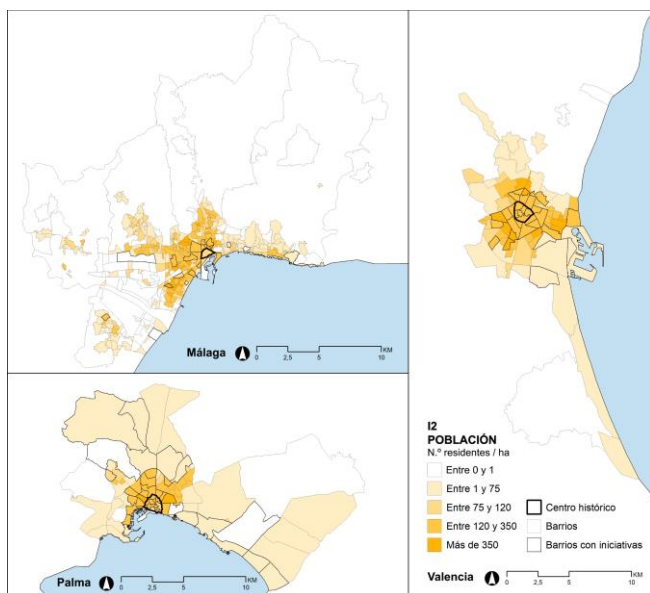 Málaga
0 2,5 5 10 KM
Palma
0 2,5 5 10 KM
I2
POBLACIÓN
N.º residentes / ha
Entre 0 y 1
Entre 1 y 75
Entre 75 y 120
Entre 120 y 350
Más de 350
Centro histórico
Barrios
Barrios con iniciativas
Valencia
0 2,5 5 10 KM